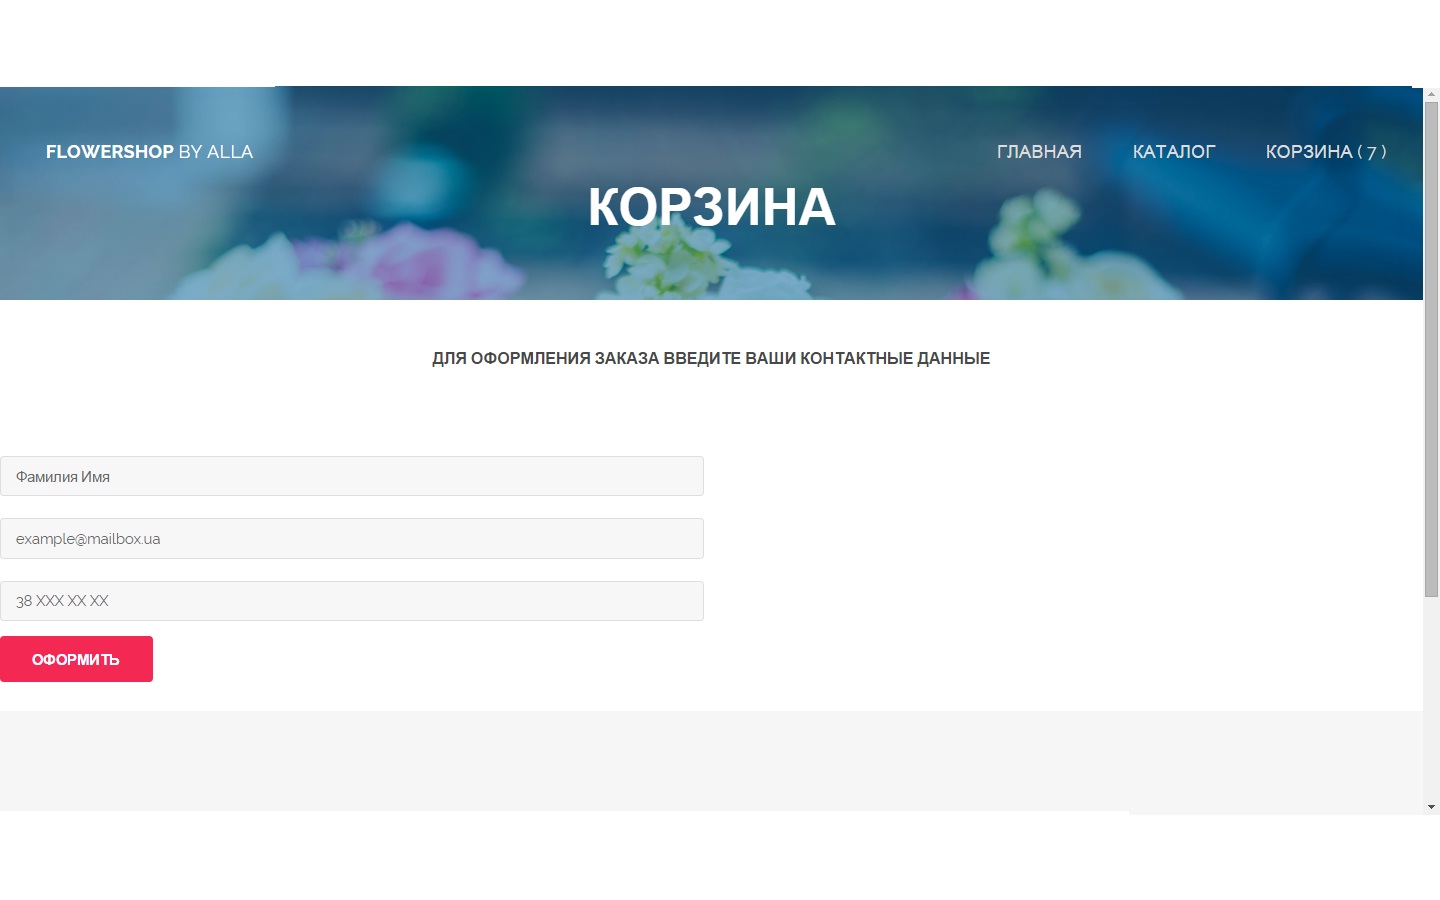 FLOWERSHOP BY ALLA
ГЛАВНАЯ
КАТАЛОГ
КОРЗИНА ( 7 )
КОРЗИНА
ДЛЯ ОФОРМЛЕНИЯ ЗАКАЗА ВВЕДИТЕ ВАШИ КОНТАКТНЫЕ ДАННЫЕ
Фамилия Имя
example@mailbox.ua
38 XXX XX XX
ОФОРМИТЬ